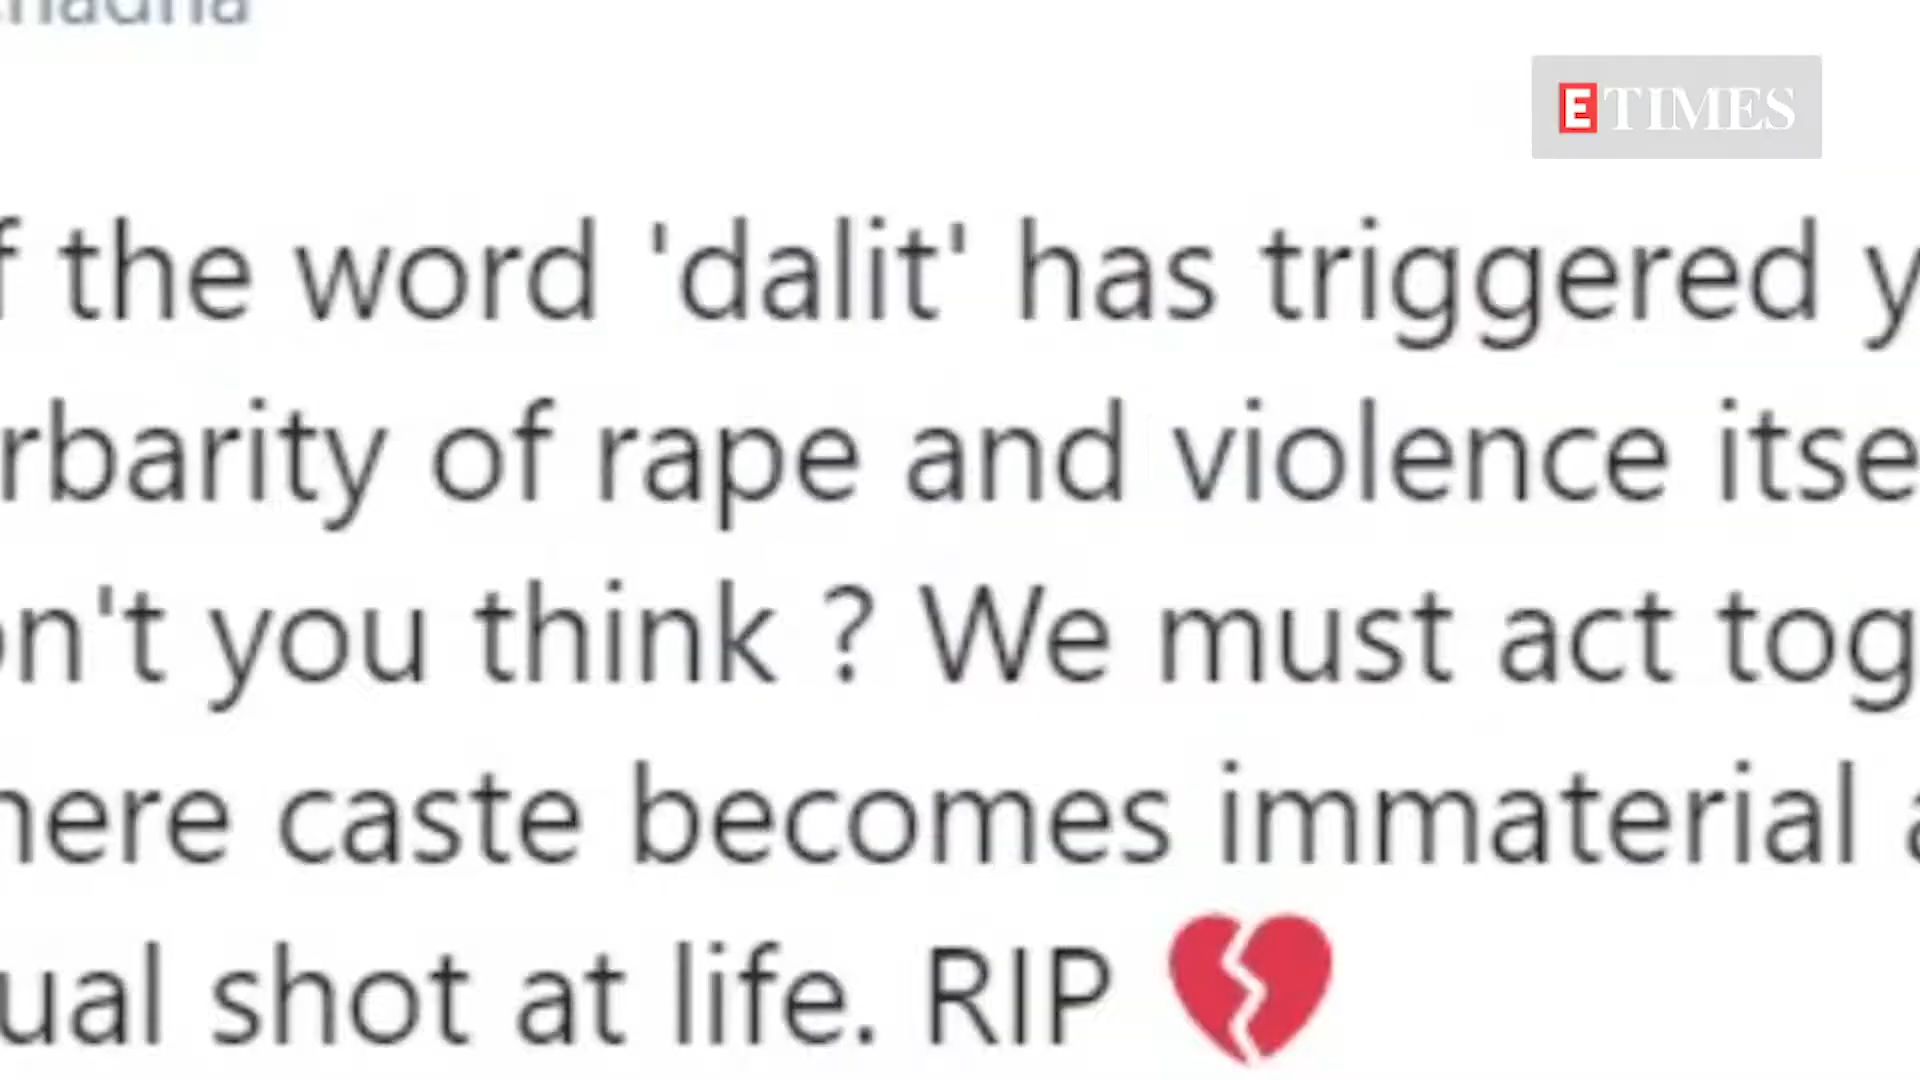 ETIMES
f the word 'dalit' has triggered y
rbarity of rape and violence itse
on't you think ? We must act tog
here caste becomes immaterial a
ual shot at life. RIP 💔